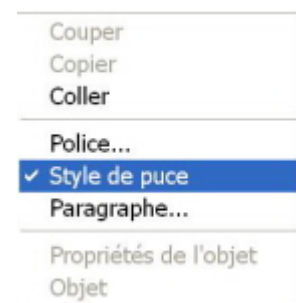 Couper
Copier
Coller
Police...
Style de puce
Paragraphe...
Propriétés de l'objet
Objet